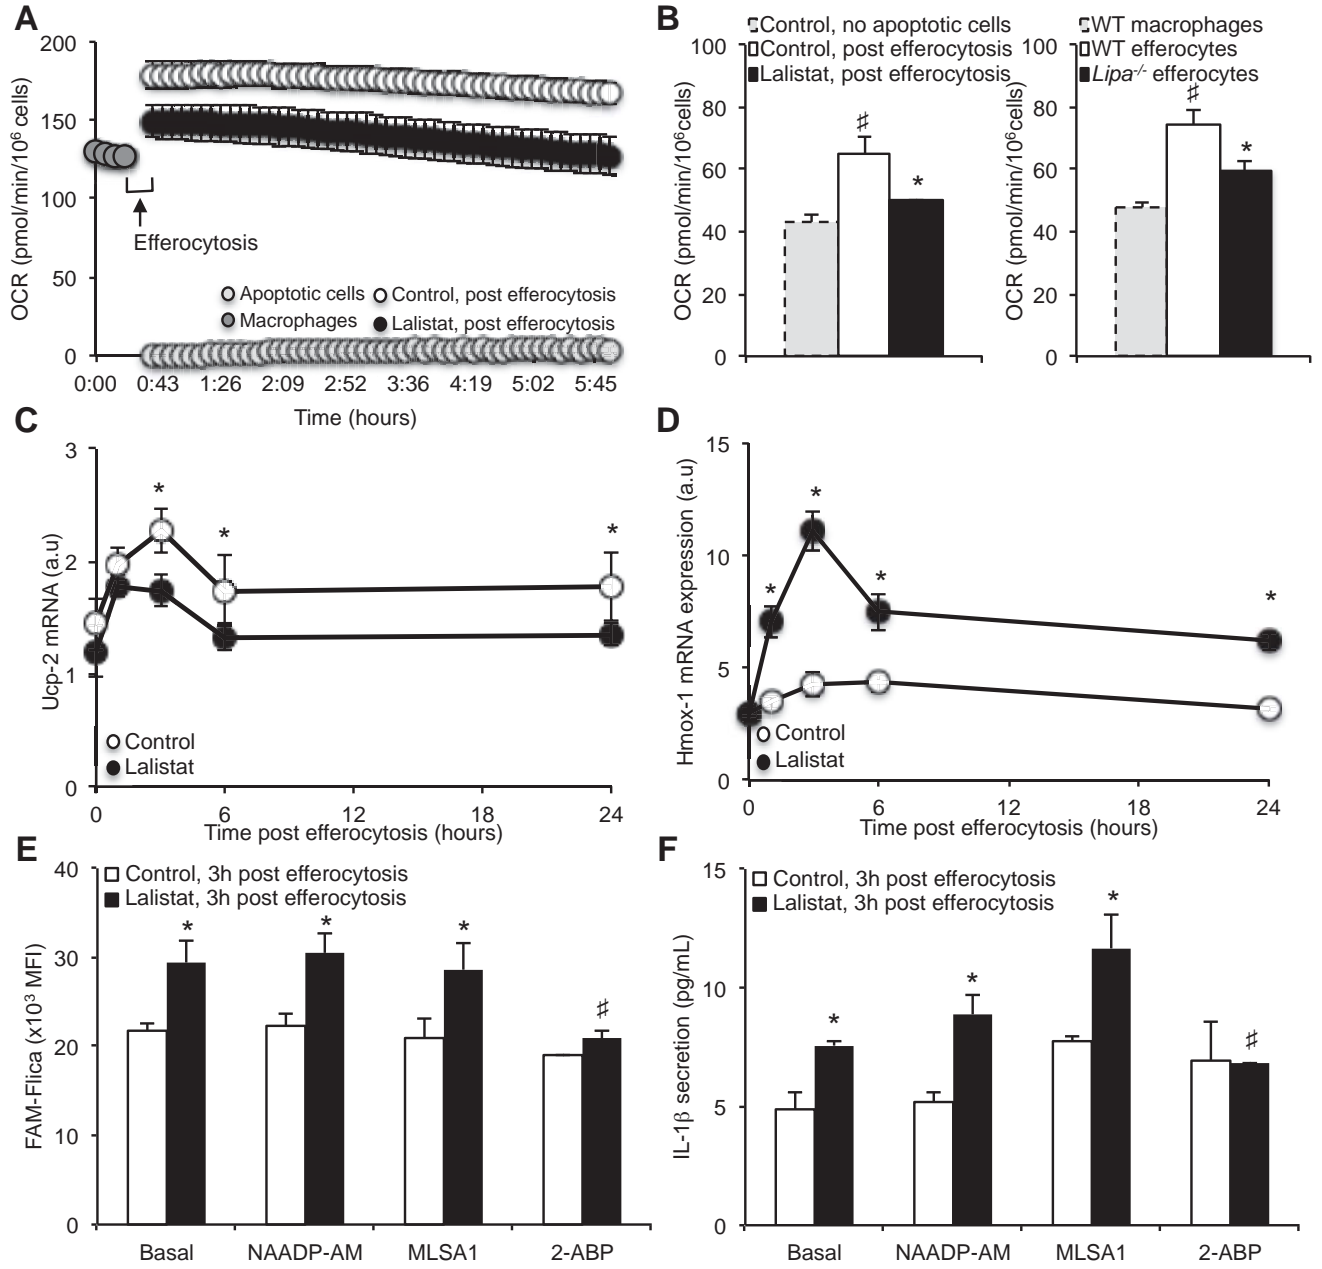 A
200
150
100
50
0
OCR (pmol/min/10⁶ cells)
Efferocytosis
Apoptotic cells
Control, post efferocytosis
Macrophages
Lalistat, post efferocytosis
0:00 0:43 1:26 2:09 2:52 3:36 4:19 5:02 5:45
Time (hours)
B
Control, no apoptotic cells
Control, post efferocytosis
Lalistat, post efferocytosis
100
80
60
40
20
0
OCR (pmol/min/10⁶cells)
♯
*
WT macrophages
WT efferocytes
Lipa-/- efferocytes
100
80
60
40
20
0
OCR (pmol/min/10⁶cells)
♯
*
C
3
2
1
0
Ucp-2 mRNA (a.u)
* * *
Control
Lalistat
0 6 12 18 24
Time post efferocytosis (hours)
D
15
10
5
0
Hmox-1 mRNA expression (a.u)
* * * *
Control
Lalistat
0 6 12 18 24
Time post efferocytosis (hours)
E
Control, 3h post efferocytosis
Lalistat, 3h post efferocytosis
40
30
20
10
0
FAM-Flica (x10³ MFI)
* * * ♯
Basal NAADP-AM MLSA1 2-ABP
F
Control, 3h post efferocytosis
Lalistat, 3h post efferocytosis
15
10
5
0
IL-1β secretion (pg/mL)
* * * ♯
Basal NAADP-AM MLSA1 2-ABP